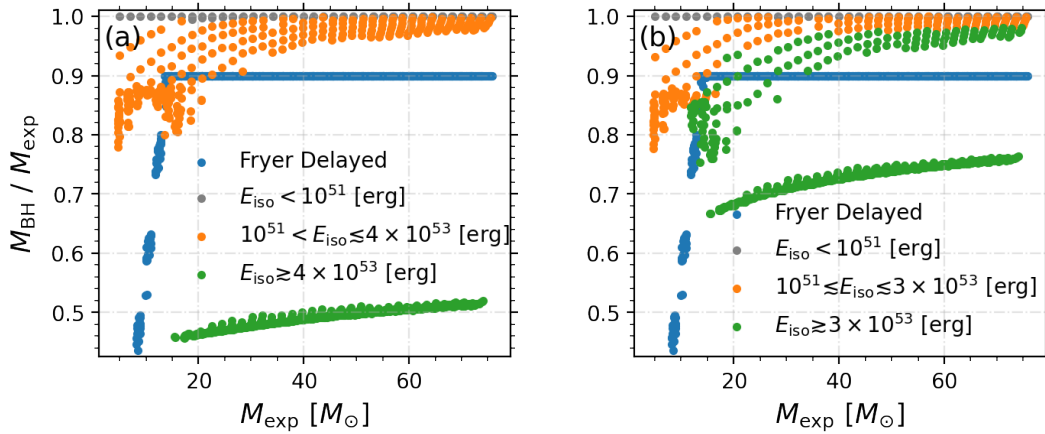 (a)
M_BH / M_exp
1.0
0.9
0.8
0.7
0.6
0.5
Fryer Delayed
E_iso < 10^51 [erg]
10^51 < E_iso ≲ 4 × 10^53 [erg]
E_iso ≳ 4 × 10^53 [erg]
20 40 60
M_exp [M_⊙]
(b)
1.0
0.9
0.8
0.7
0.6
0.5
Fryer Delayed
E_iso < 10^51 [erg]
10^51 ≲ E_iso ≲ 3 × 10^53 [erg]
E_iso ≳ 3 × 10^53 [erg]
20 40 60
M_exp [M_⊙]